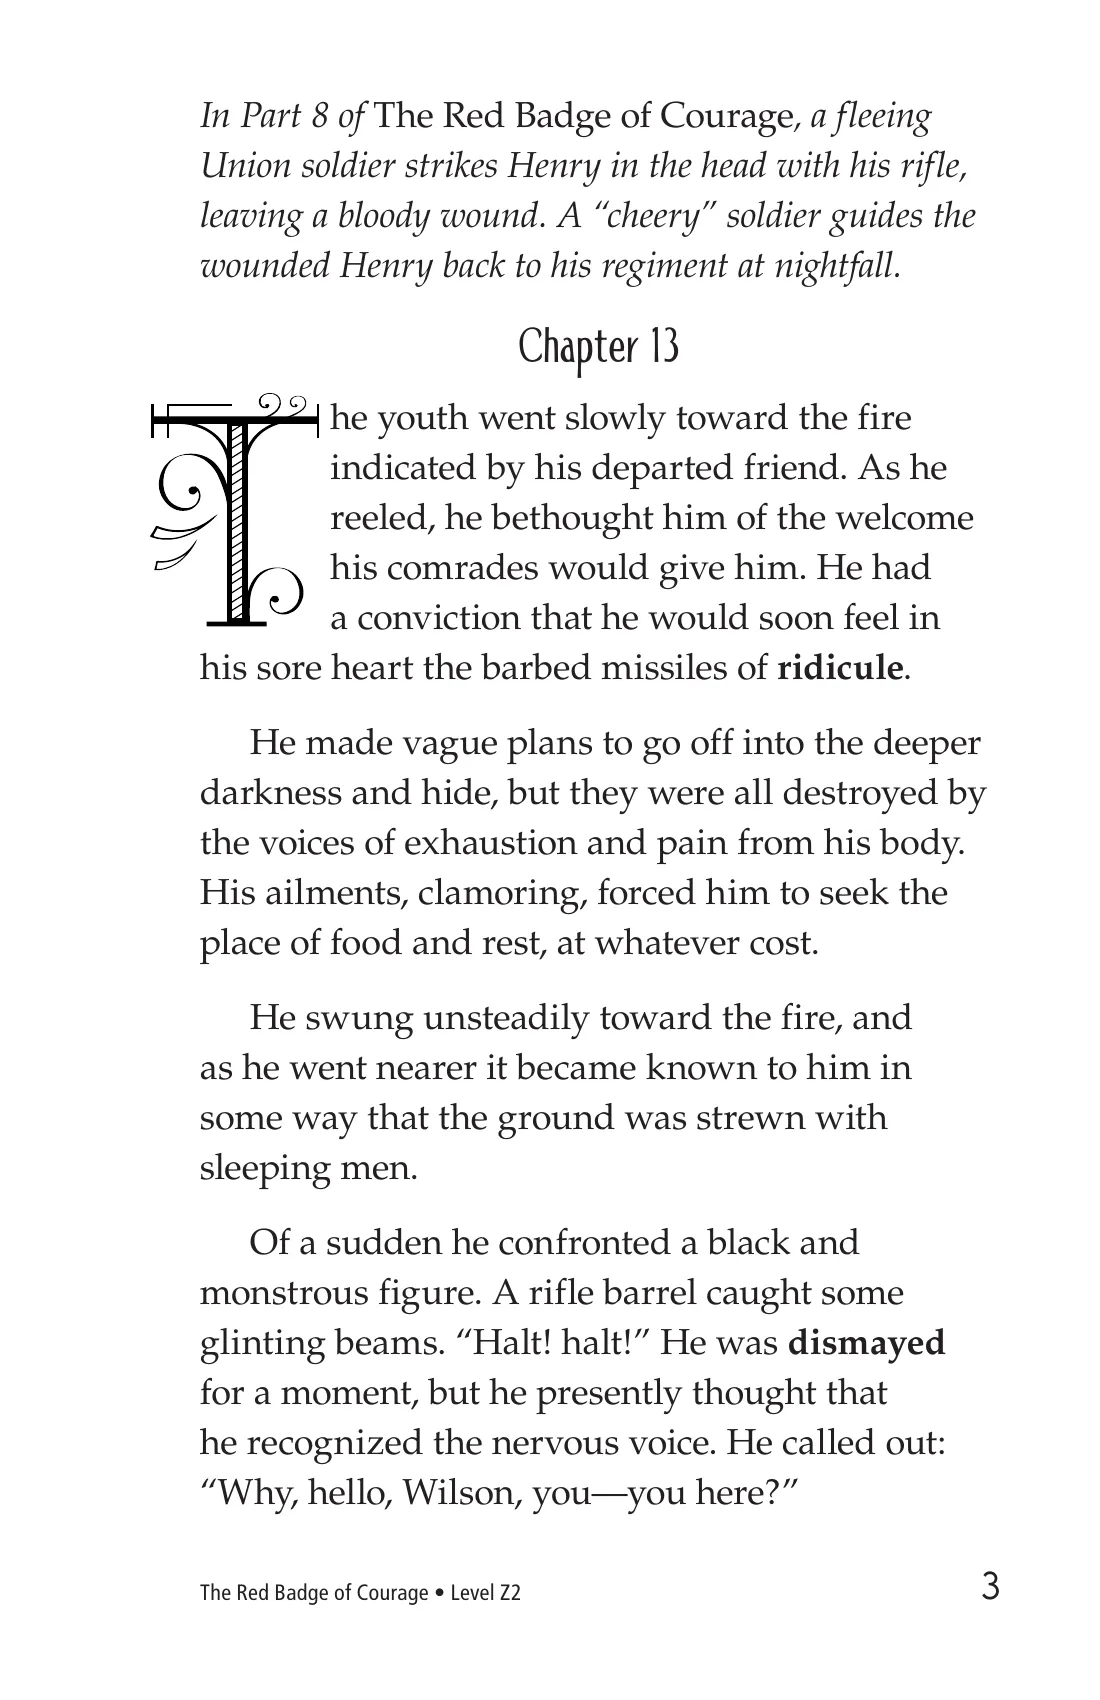 In Part 8 of The Red Badge of Courage, a fleeing
Union soldier strikes Henry in the head with his rifle,
leaving a bloody wound. A “cheery” soldier guides the
wounded Henry back to his regiment at nightfall.
Chapter 13
The youth went slowly toward the fire
indicated by his departed friend. As he
reeled, he bethought him of the welcome
his comrades would give him. He had
a conviction that he would soon feel in
his sore heart the barbed missiles of ridicule.
He made vague plans to go off into the deeper
darkness and hide, but they were all destroyed by
the voices of exhaustion and pain from his body.
His ailments, clamoring, forced him to seek the
place of food and rest, at whatever cost.
He swung unsteadily toward the fire, and
as he went nearer it became known to him in
some way that the ground was strewn with
sleeping men.
Of a sudden he confronted a black and
monstrous figure. A rifle barrel caught some
glinting beams. “Halt! halt!” He was dismayed
for a moment, but he presently thought that
he recognized the nervous voice. He called out:
“Why, hello, Wilson, you—you here?”
The Red Badge of Courage • Level Z2
3